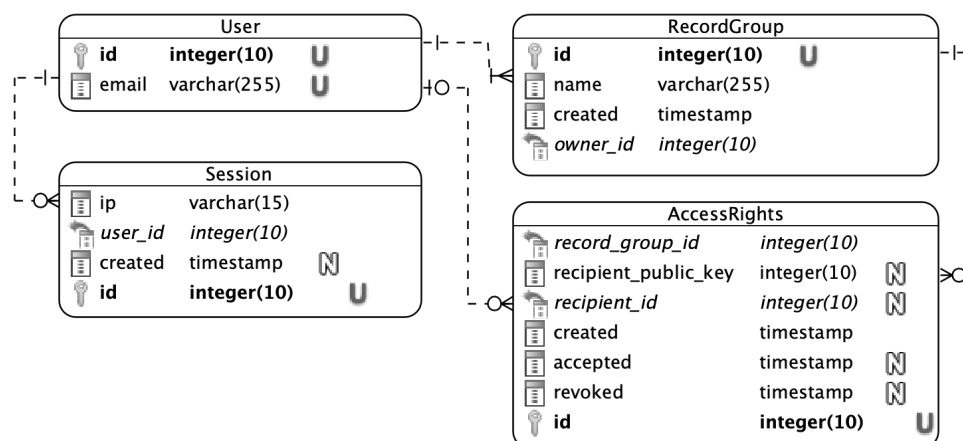 User
id integer(10) U
email varchar(255) U
Session
ip varchar(15)
user_id integer(10)
created timestamp N
id integer(10) U
RecordGroup
id integer(10) U
name varchar(255)
created timestamp
owner_id integer(10)
AccessRights
record_group_id integer(10)
recipient_public_key integer(10) N
recipient_id integer(10) N
created timestamp
accepted timestamp N
revoked timestamp N
id integer(10) U